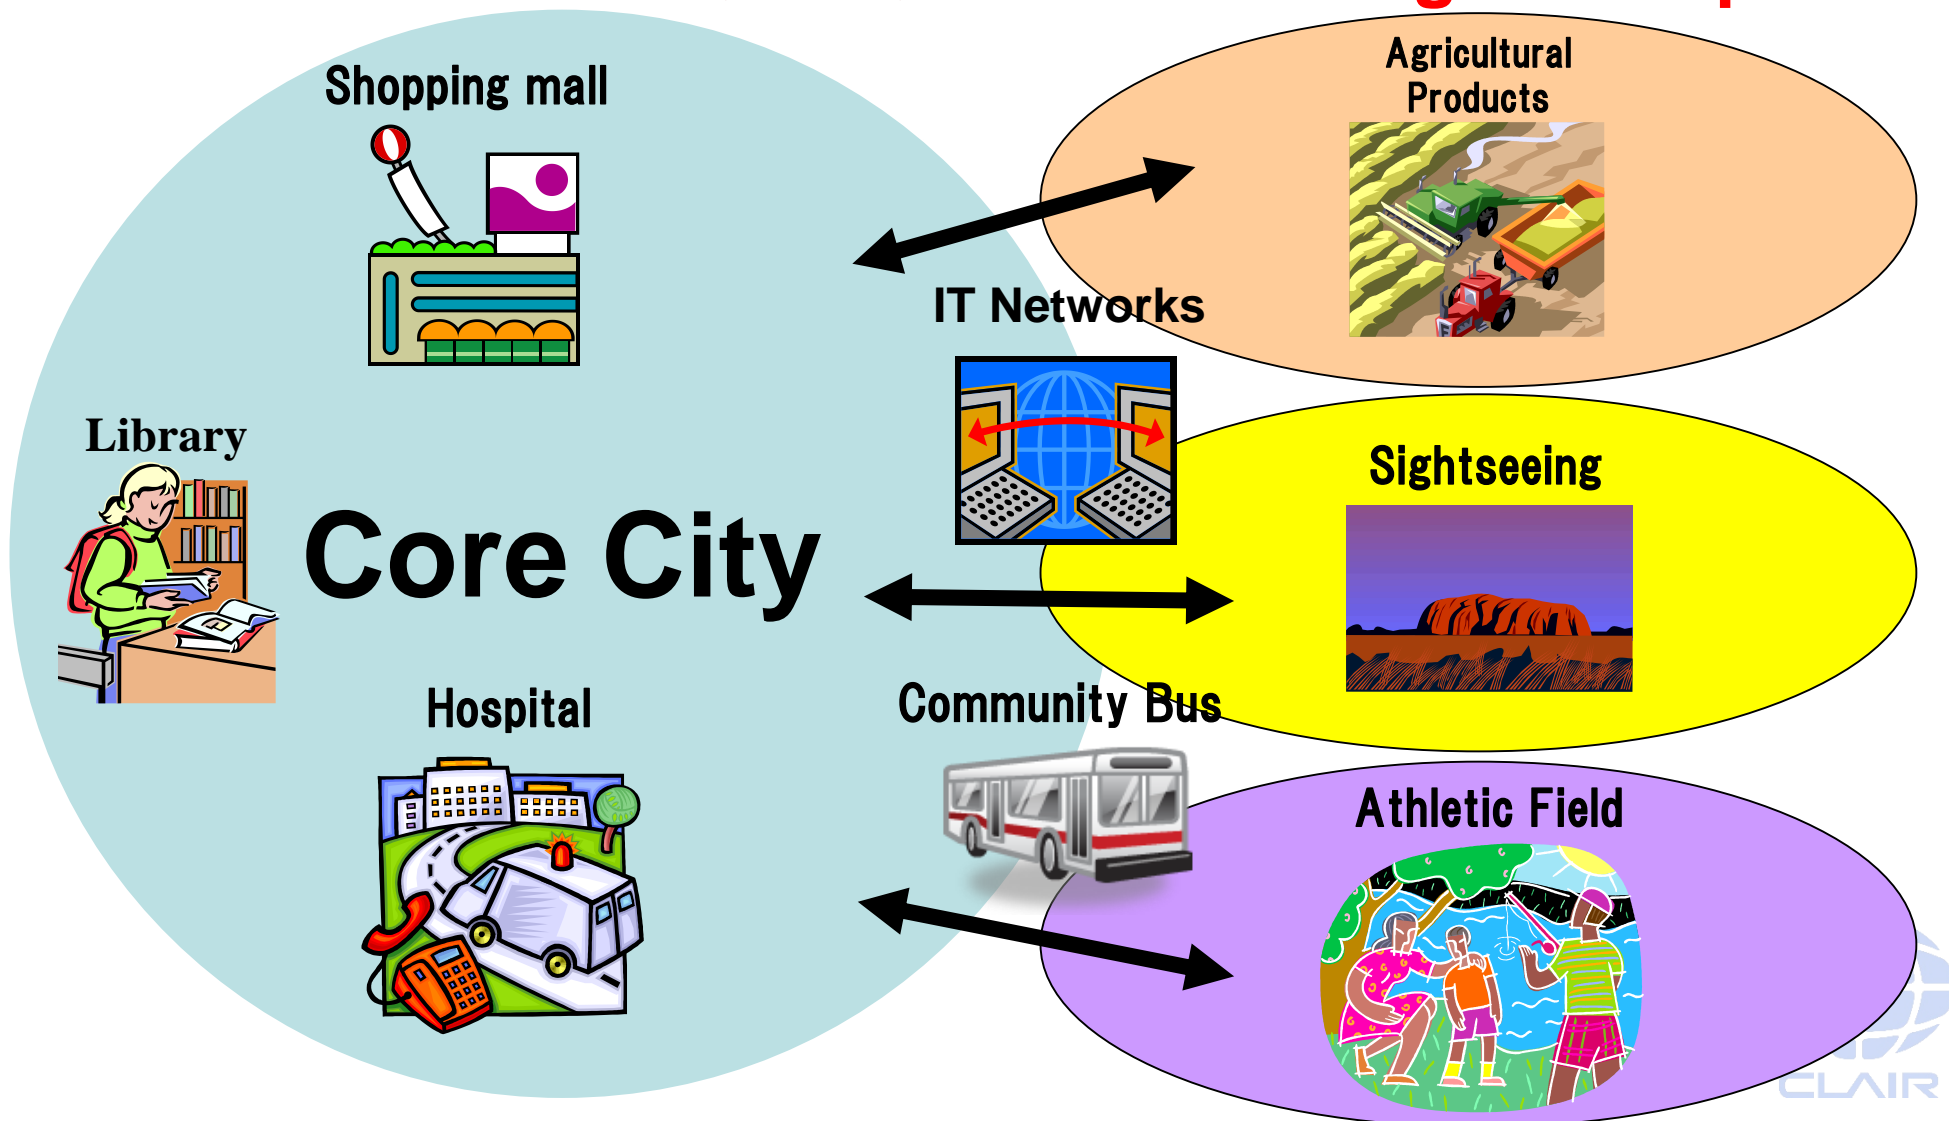 Shopping mall
Agricultural
Products
IT Networks
Library
Sightseeing
Core City
Hospital
Community Bus
Athletic Field
CLAIR